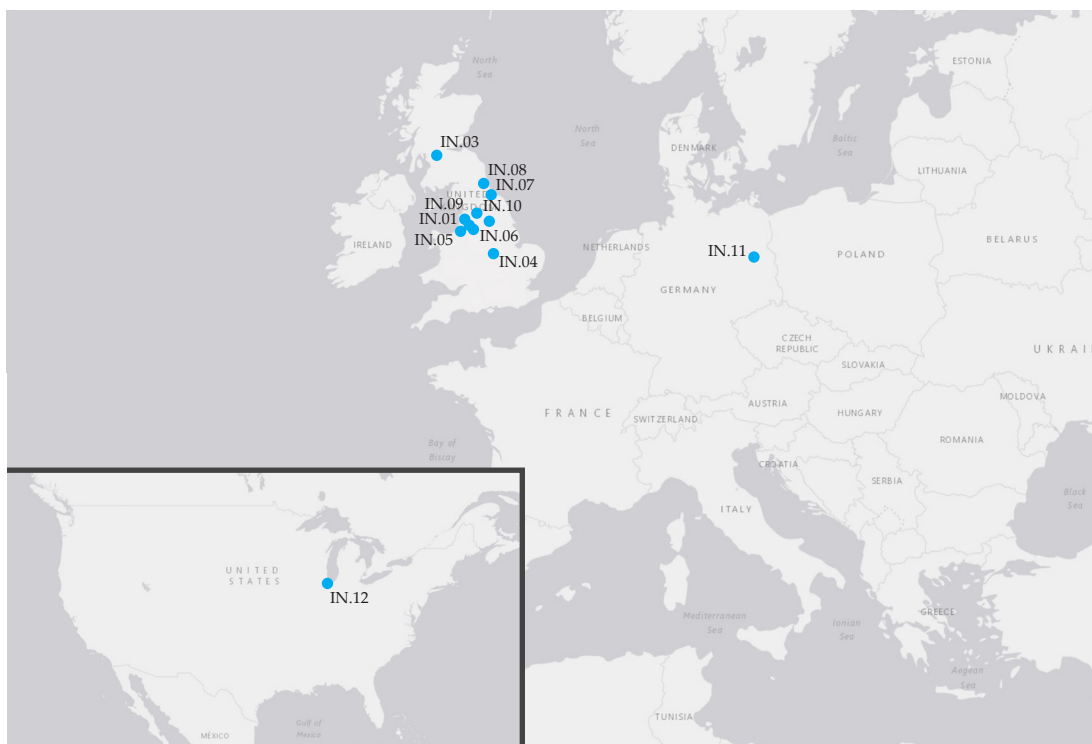 North
Sea
ESTONIA
IN.03
North
Sea
Baltic
Sea
DENMARK
IN.08
LITHUANIA
IN.07
UNITED
KINGDOM
IN.09
IN.10
IN.01
IN.05
IN.06
IRELAND
NETHERLANDS
BELARUS
IN.04
IN.11
POLAND
GERMANY
BELGIUM
CZECH
REPUBLIC
UKRAI
SLOVAKIA
MOLDOVA
AUSTRIA
FRANCE
SWITZERLAND
HUNGARY
ROMANIA
Bay of
Biscay
CROATIA
SERBIA
Black
Sea
ITALY
UNITED
STATES
IN.12
Mediterranean
Sea
Ionian
Sea
GREECE
Aegean
Sea
TUNISIA
Gulf of
Mexico
MÉXICO